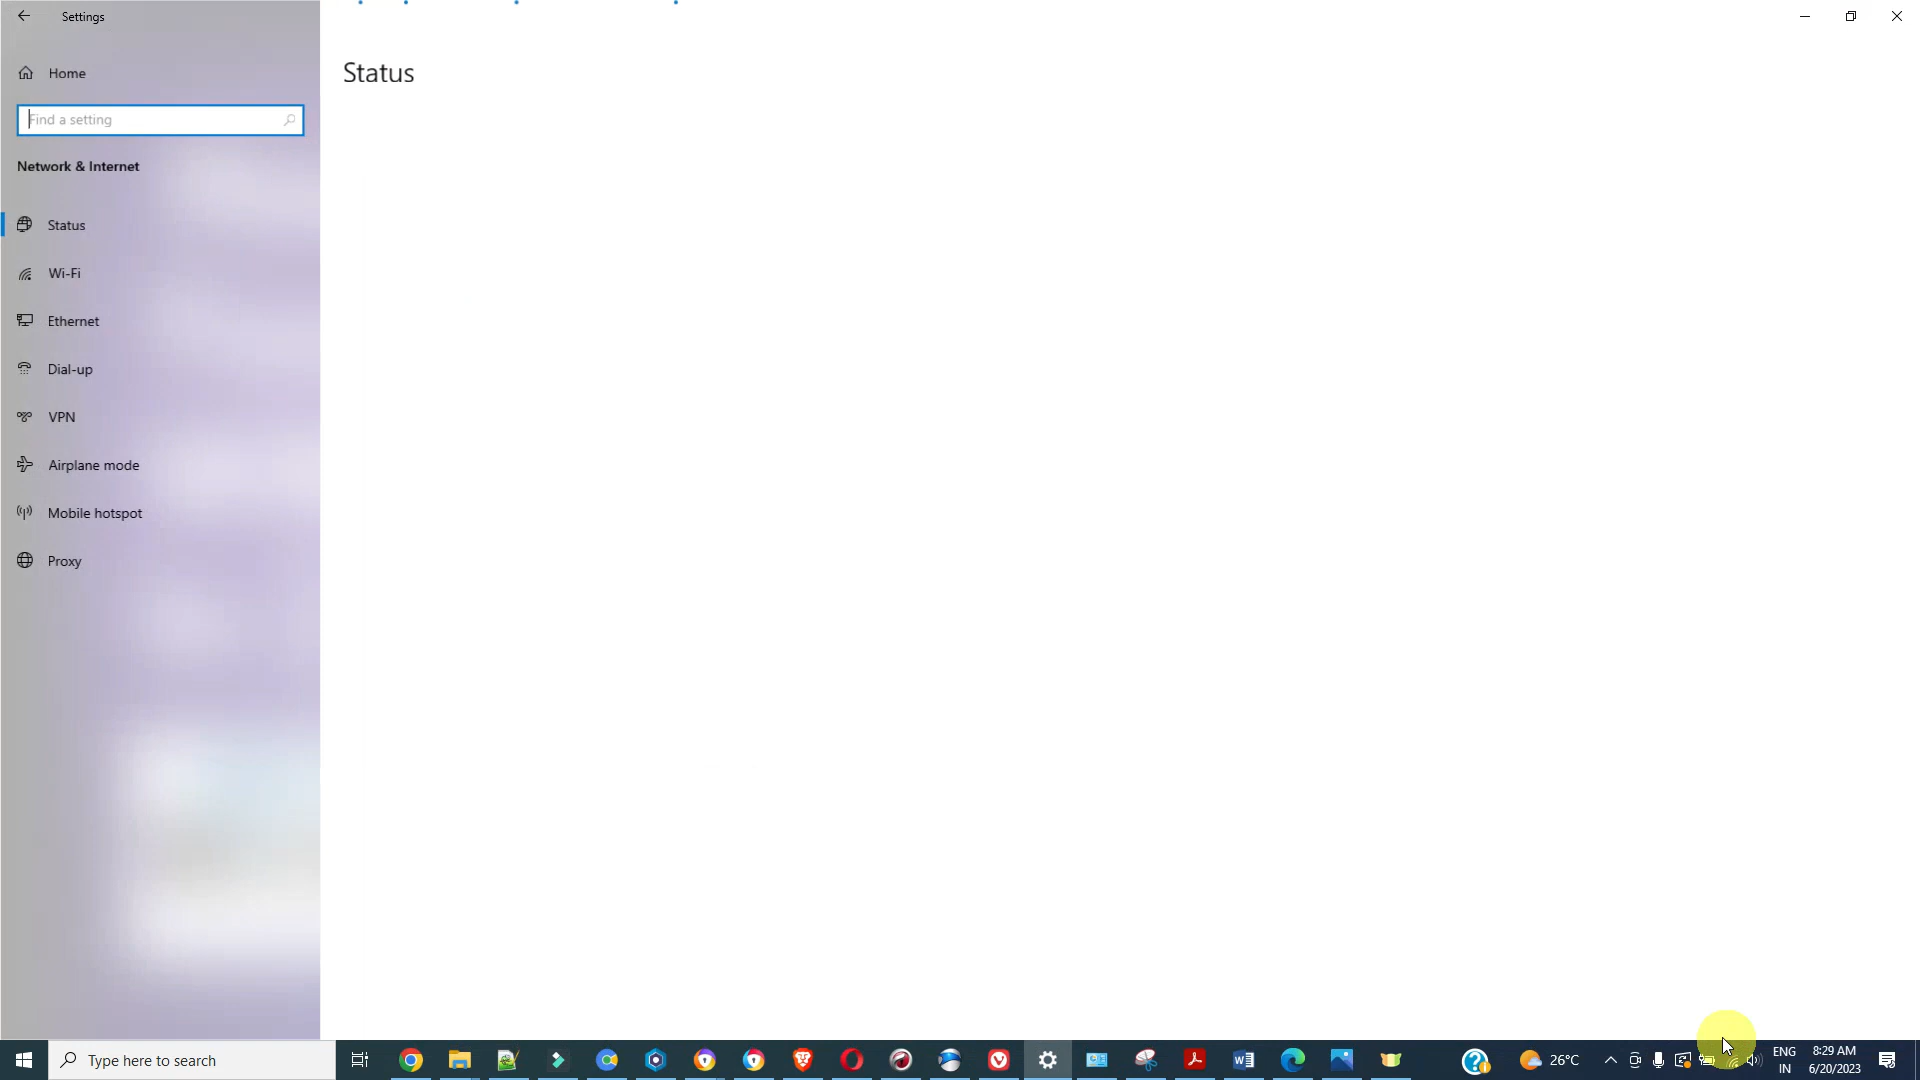 Settings
Home
Find a setting
Network & Internet
Status
Wi-Fi
Ethernet
Dial-up
VPN
Airplane mode
Mobile hotspot
Proxy
Status
Type here to search
26°C
ENG
IN
8:29 AM
6/20/2023